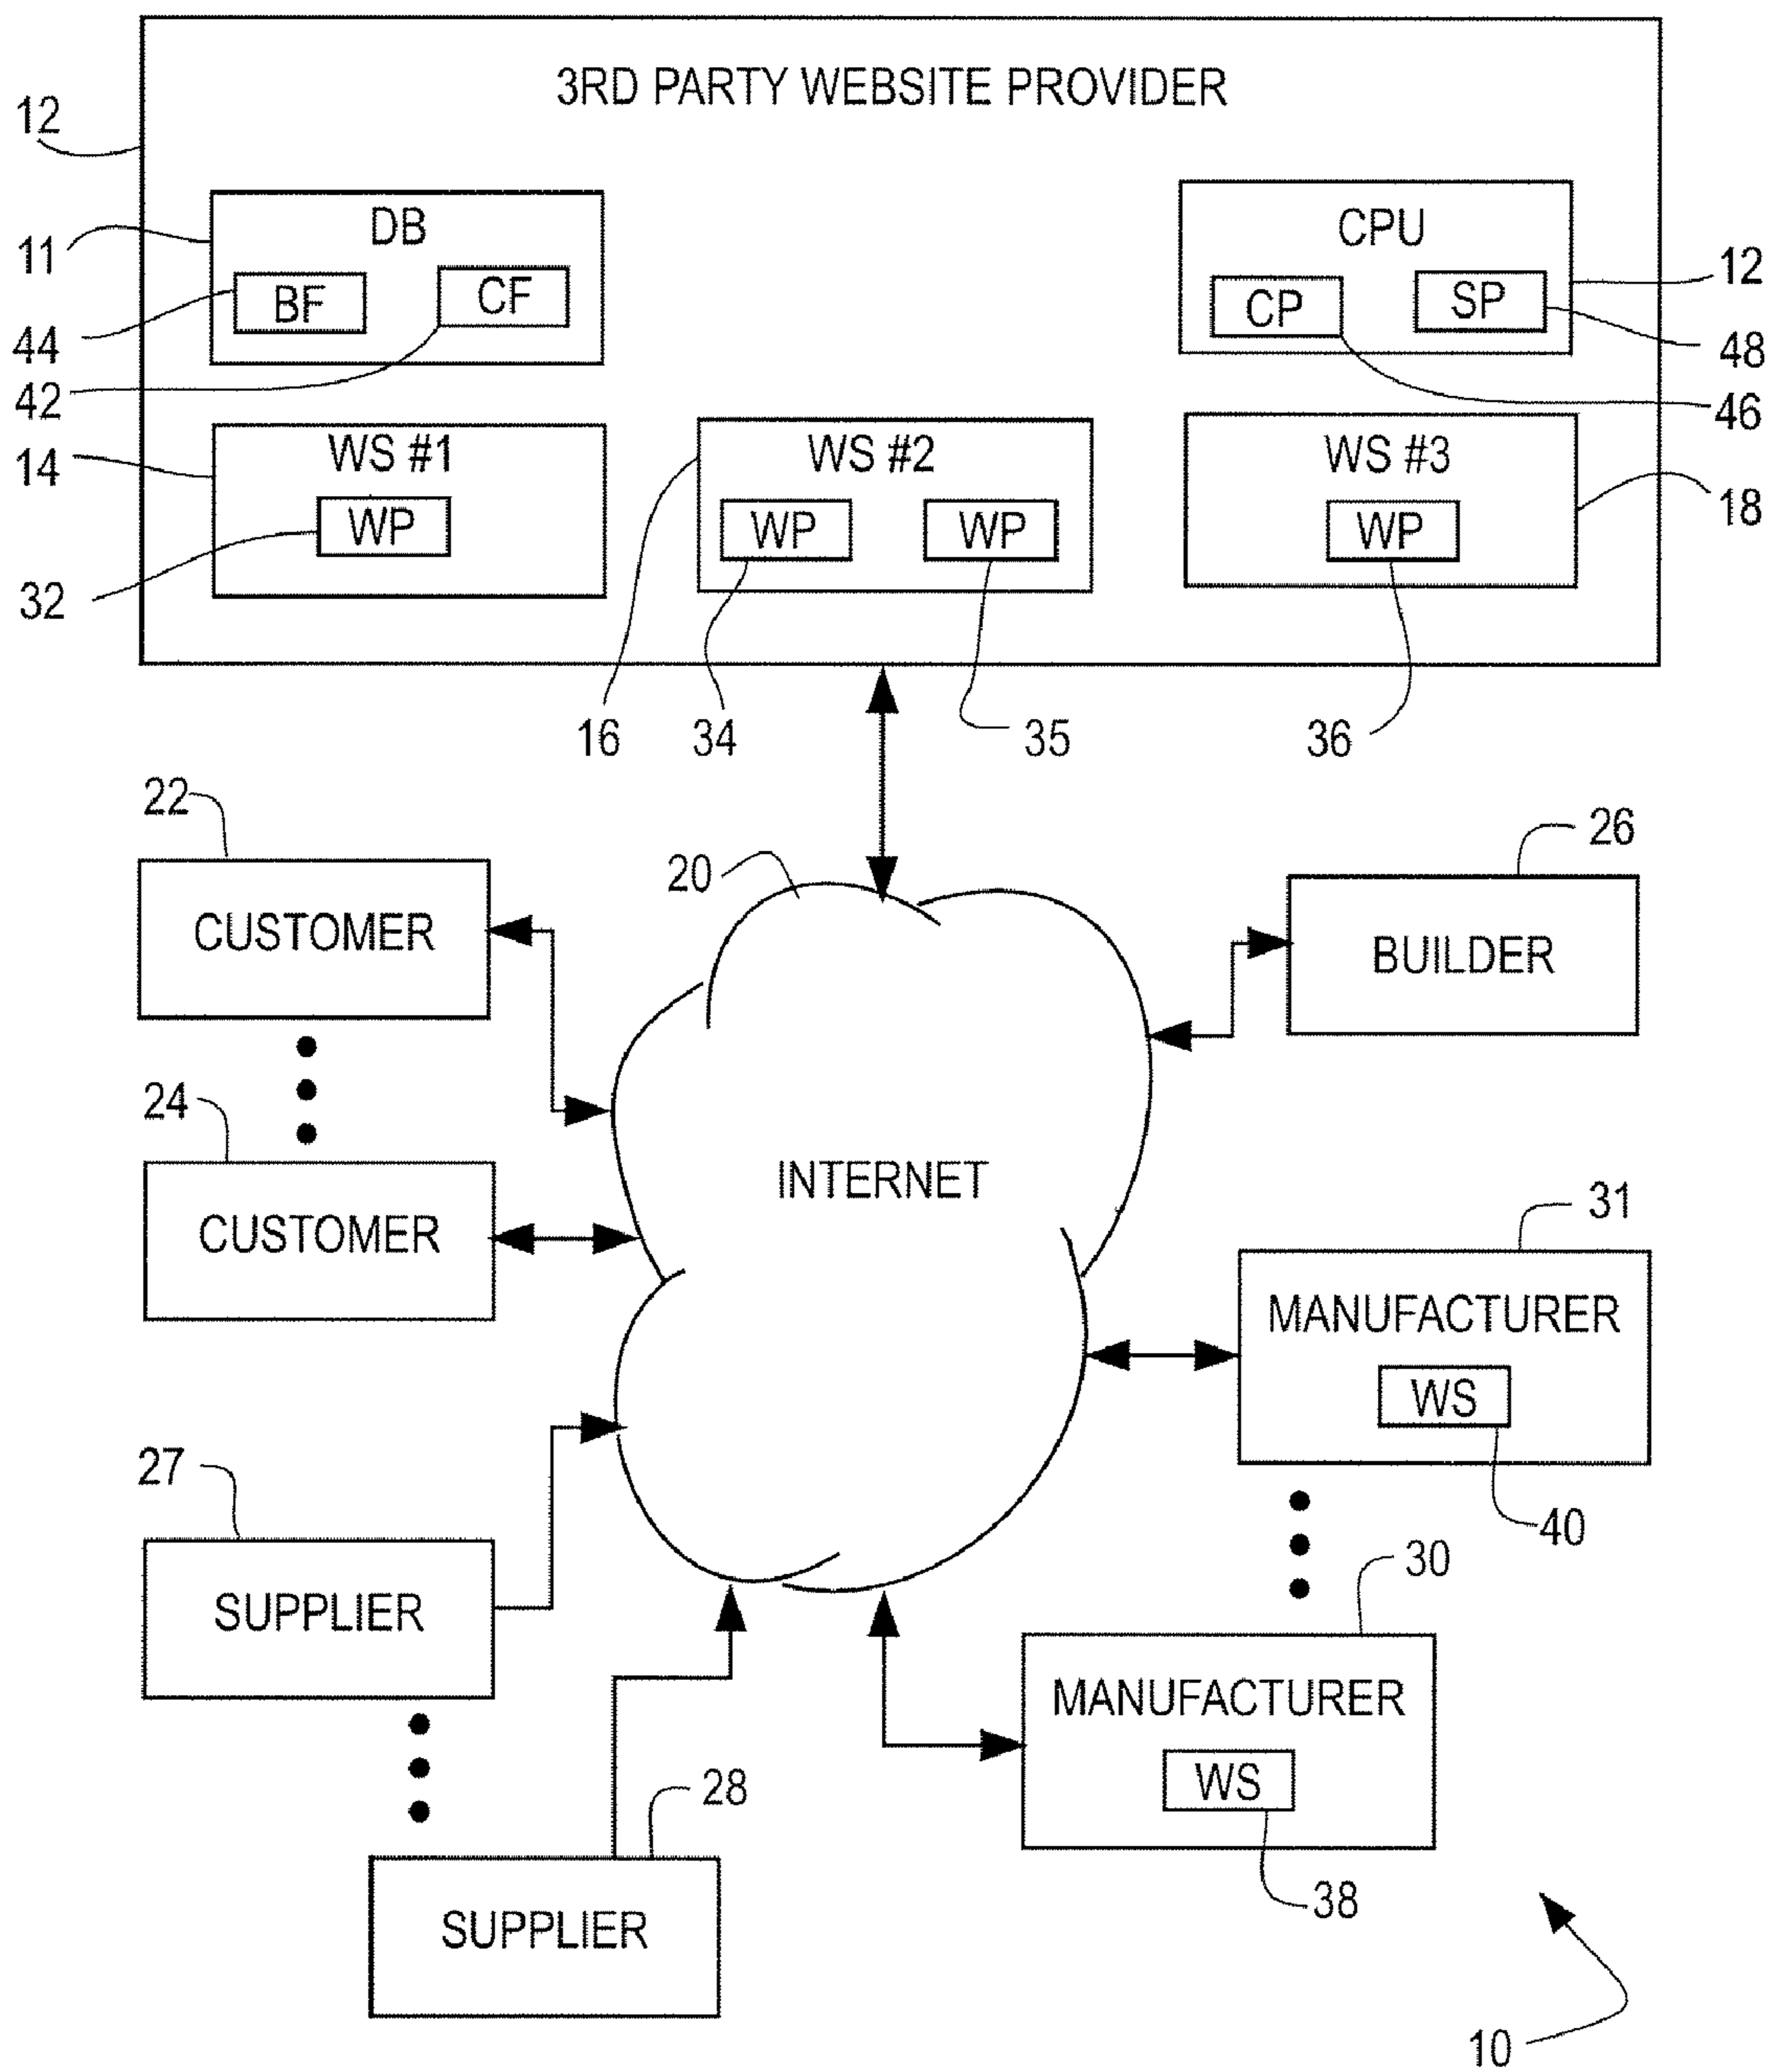 3RD PARTY WEBSITE PROVIDER
12
DB
CPU
11
BF
CF
CP
SP
12
44
48
42
46
WS #1
WS #2
WS #3
14
WP
WP
WP
WP
18
32
16
34
35
36
22
20
26
CUSTOMER
BUILDER
24
INTERNET
31
CUSTOMER
MANUFACTURER
WS
27
40
30
SUPPLIER
MANUFACTURER
28
WS
38
SUPPLIER
10